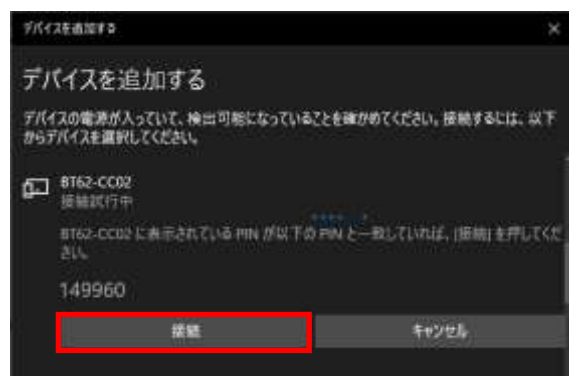 デバイスを追加する
デバイスを追加する
デバイスの電源が入っていて、検出可能になっていることを確かめてください。接続するには、以下
からデバイスを選択してください。
BT62-CC02
接続試行中
BT62-CC02 に表示されている PIN が以下の PIN と一致していれば、[接続] を押してくだ
さい。
149960
接続
キャンセル